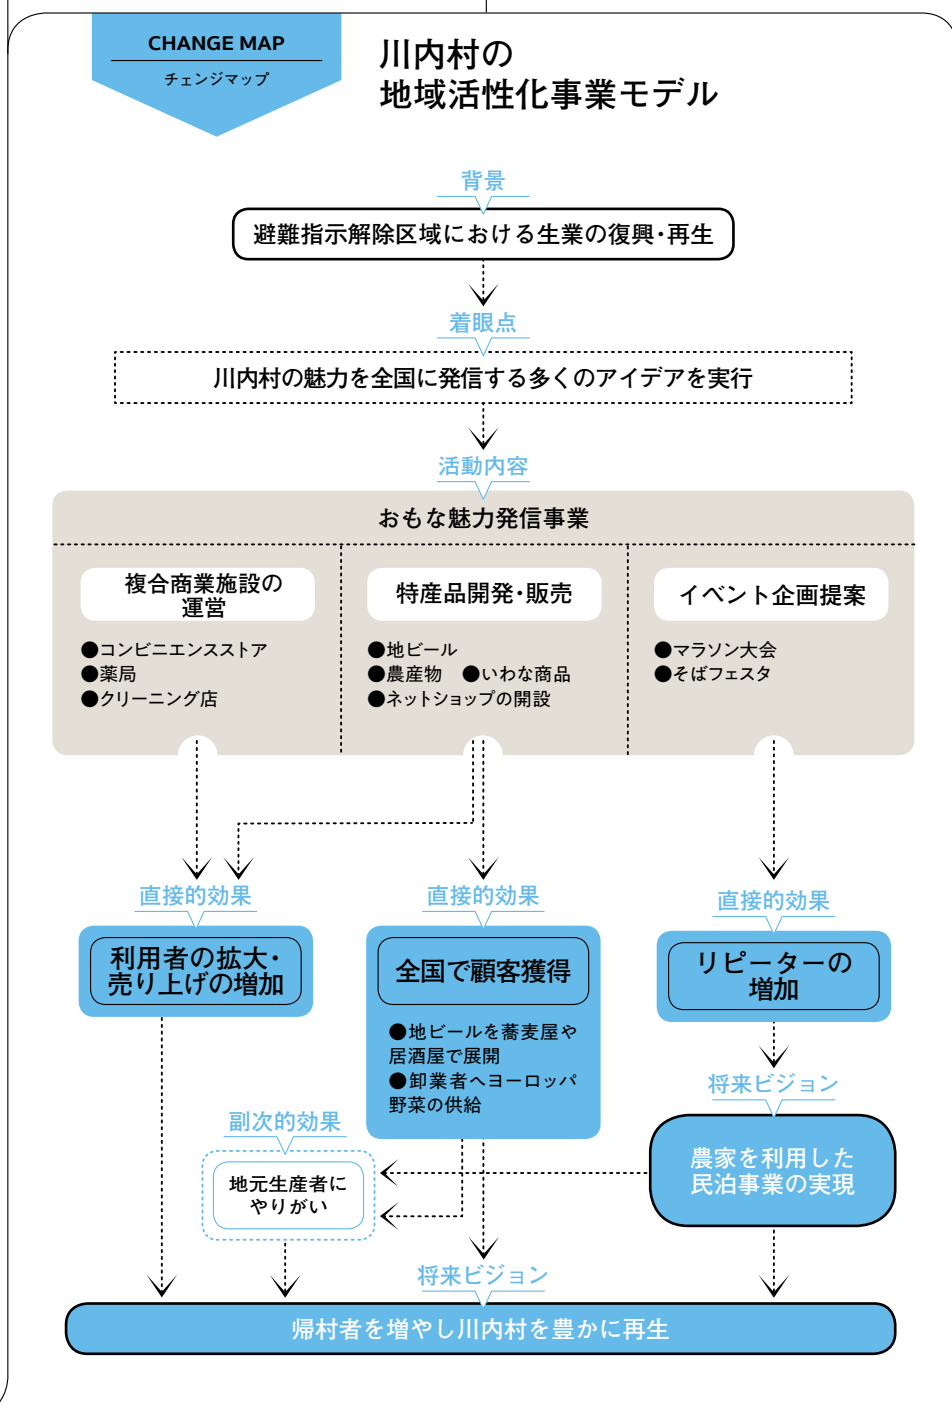 CHANGE MAP
チェンジマップ
川内村の
地域活性化事業モデル
背景
避難指示解除区域における生業の復興・再生
着眼点
川内村の魅力を全国に発信する多くのアイデアを実行
活動内容
おもな魅力発信事業
複合商業施設の
運営
●コンビニエンスストア
●薬局
●クリーニング店
特産品開発・販売
●地ビール
●農産物 ●いわな商品
●ネットショップの開設
イベント企画提案
●マラソン大会
●そばフェスタ
直接的効果
利用者の拡大・
売り上げの増加
直接的効果
全国で顧客獲得
●地ビールを蕎麦屋や
居酒屋で展開
●卸業者へヨーロッパ
野菜の供給
直接的効果
リピーターの
増加
将来ビジョン
農家を利用した
民泊事業の実現
副次的効果
地元生産者に
やりがい
将来ビジョン
帰村者を増やし川内村を豊かに再生